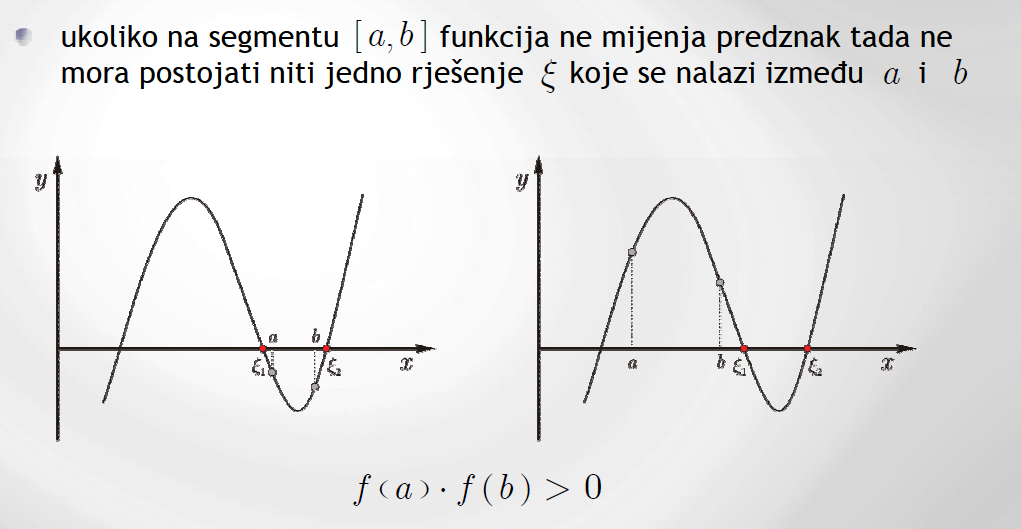 ukoliko na segmentu [a,b] funkcija ne mijenja predznak tada ne
mora postojati niti jedno rješenje ξ koje se nalazi između a i b
y
y
a b
ξ₁ ξ₂ x
a b ξ₁ ξ₂ x
f(a)·f(b) > 0